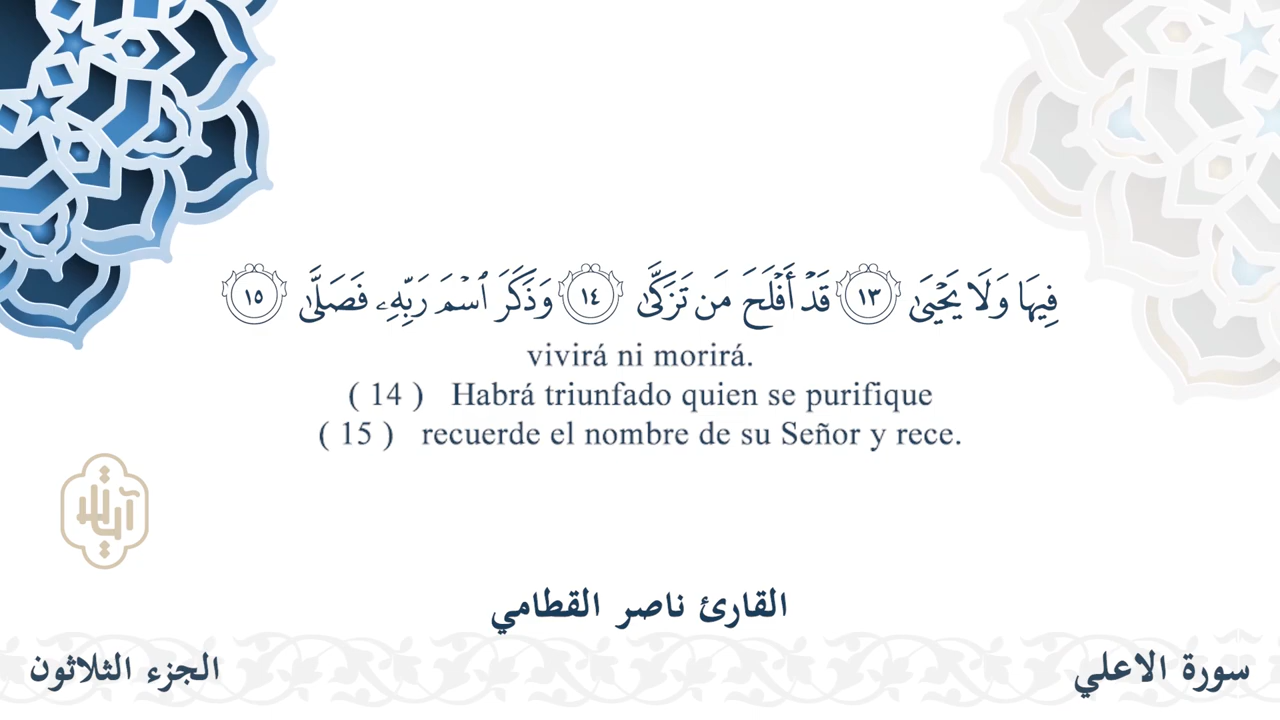 فِيهَا وَلَا يَحْيَىٰ ١٣ قَدْ أَفْلَحَ مَن تَزَكَّىٰ ١٤ وَذَكَرَ ٱسْمَ رَبِّهِۦ فَصَلَّىٰ ١٥
vivirá ni morirá.
( 14 ) Habrá triunfado quien se purifique
( 15 ) recuerde el nombre de su Señor y rece.
القارئ ناصر القطامي
سورة الاعلي
الجزء الثلاثون